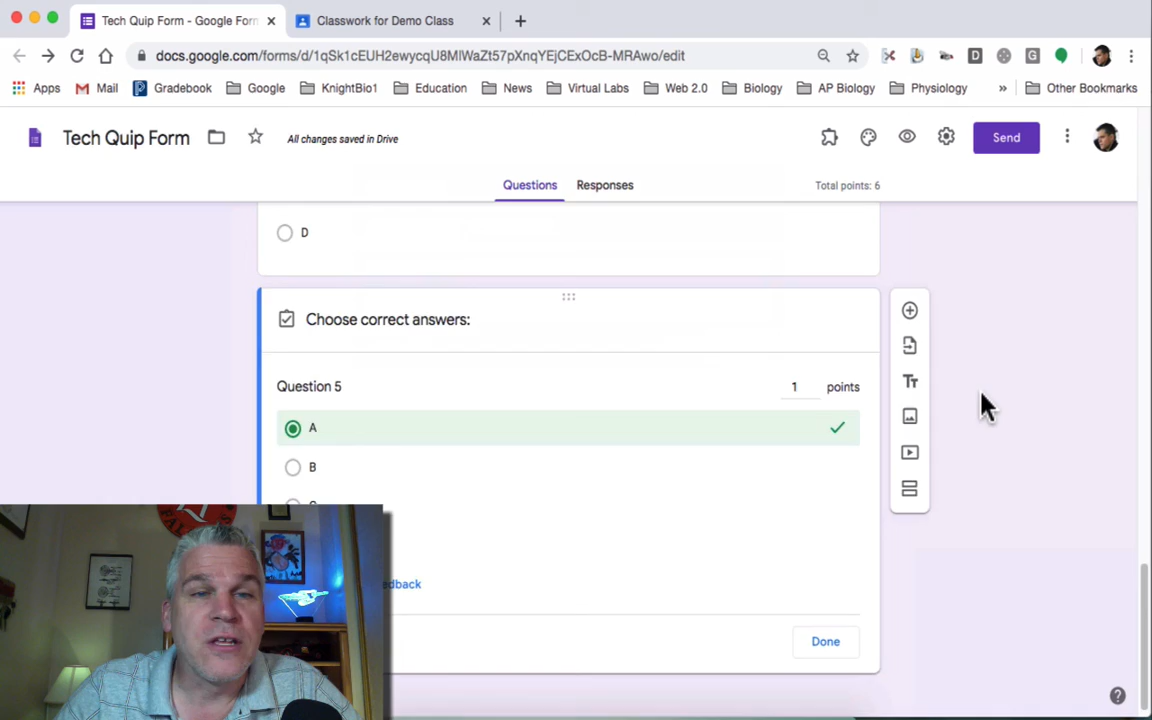 Tech Quip Form - Google Forn
Classwork for Demo Class
docs.google.com/forms/d/1qSk1cEUH2ewycqU8MlWaZt57pXnqYEjCExOcB-MRAwo/edit
Apps
Mail
Gradebook
Google
KnightBio1
Education
News
Virtual Labs
Web 2.0
Biology
AP Biology
Physiology
Other Bookmarks
Tech Quip Form
All changes saved in Drive
Send
Questions
Responses
Total points: 6
D
Choose correct answers:
Question 5
1 points
A
B
edback
Done